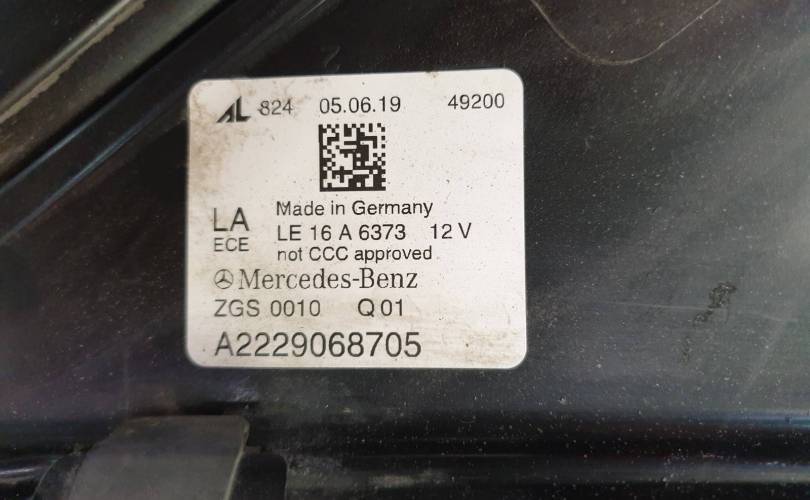 AL 824 05.06.19 49200
LA
ECE
Made in Germany
LE 16 A 6373 12 V
not CCC approved
Mercedes-Benz
ZGS 0010 Q 01
A2229068705